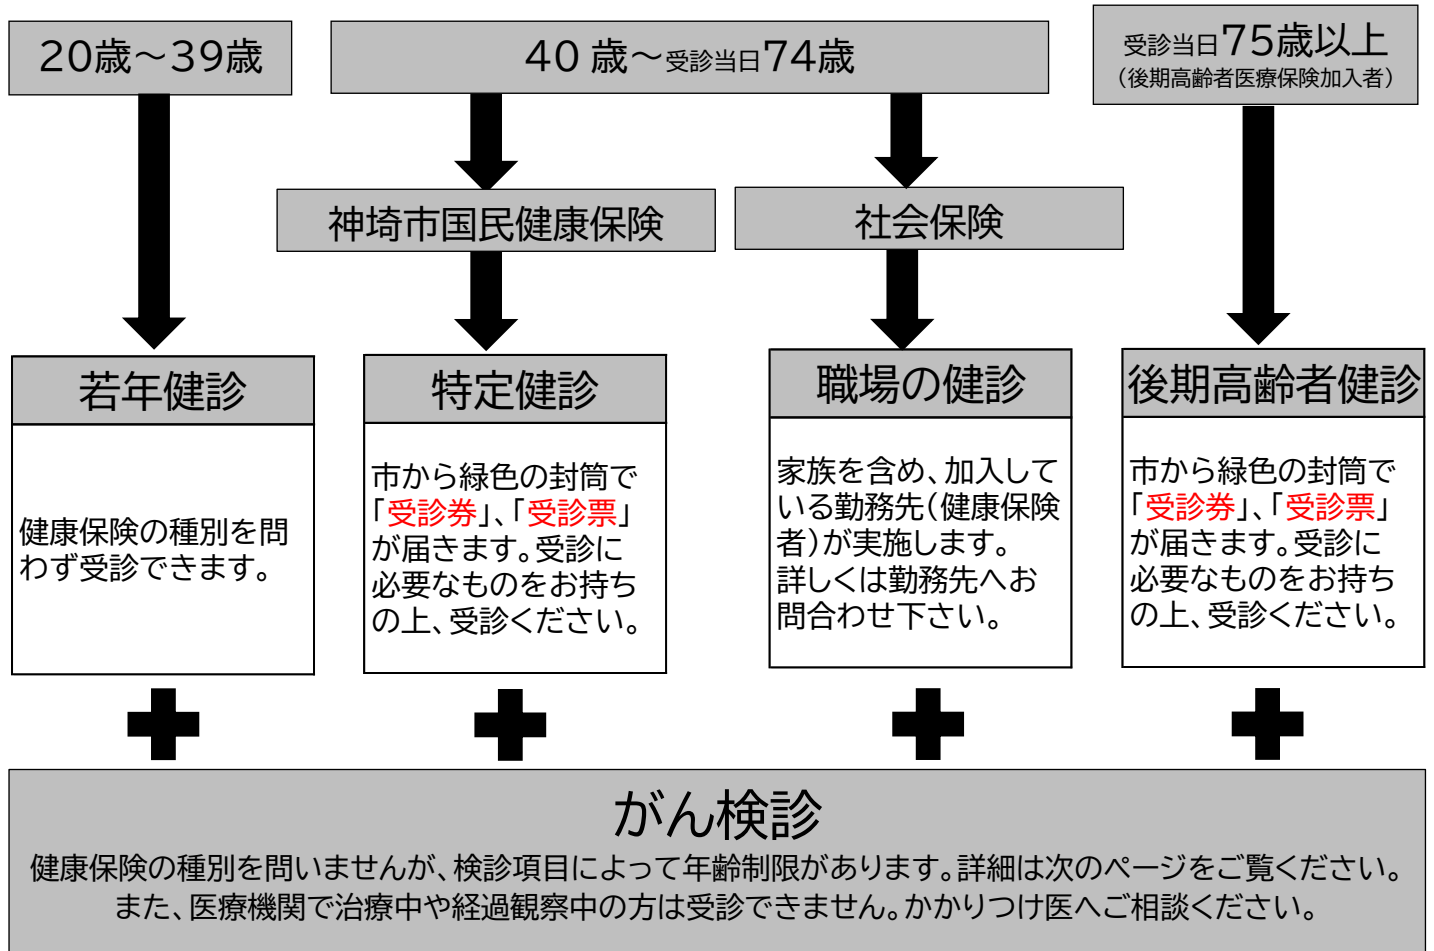 20歳～39歳
40 歳～受診当日74歳
受診当日75歳以上
（後期高齢者医療保険加入者）
神埼市国民健康保険
社会保険
若年健診
健康保険の種別を問
わず受診できます。
特定健診
市から緑色の封筒で
「受診券」、「受診票」
が届きます。受診に
必要なものをお持ち
の上、受診ください。
職場の健診
家族を含め、加入して
いる勤務先（健康保険
者）が実施します。
詳しくは勤務先へお
問合わせ下さい。
後期高齢者健診
市から緑色の封筒で
「受診券」、「受診票」
が届きます。受診に
必要なものをお持ち
の上、受診ください。
がん検診
健康保険の種別を問いませんが、検診項目によって年齢制限があります。詳細は次のページをご覧ください。
また、医療機関で治療中や経過観察中の方は受診できません。かかりつけ医へご相談ください。